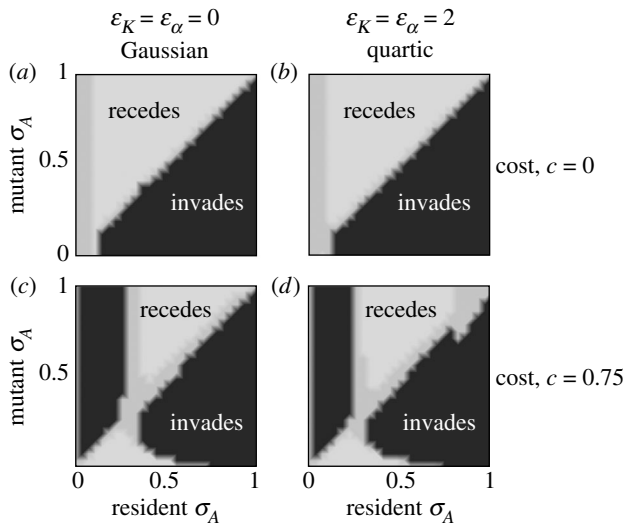 ε_K = ε_α = 0
Gaussian
ε_K = ε_α = 2
quartic
(a)
(b)
1
0.5
0
mutant σ_A
recedes
invades
recedes
invades
cost, c = 0
(c)
(d)
1
0.5
mutant σ_A
recedes
invades
recedes
invades
cost, c = 0.75
0
0.5
1
0
0.5
1
resident σ_A
resident σ_A